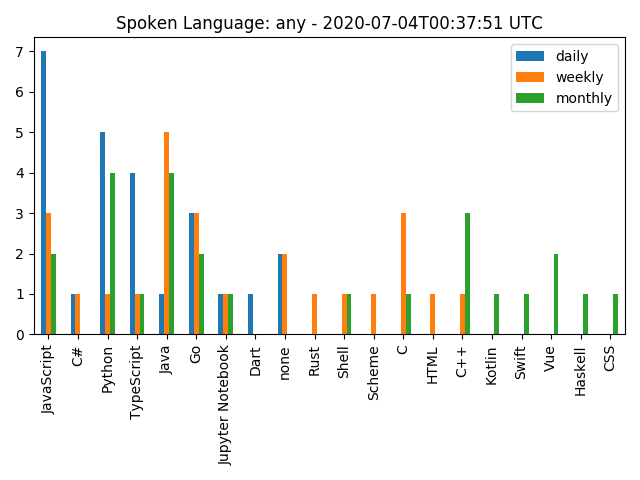 Spoken Language: any - 2020-07-04T00:37:51 UTC
daily
weekly
monthly
7
6
5
4
3
2
1
0
JavaScript
C#
Python
TypeScript
Java
Go
Jupyter Notebook
Dart
none
Rust
Shell
Scheme
C
HTML
C++
Kotlin
Swift
Vue
Haskell
CSS